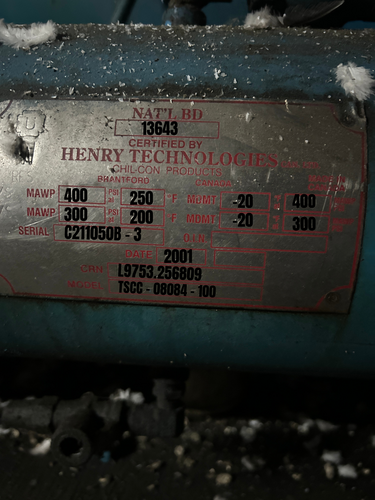 NAT'L BD
13643
CERTIFIED BY
HENRY TECHNOLOGIES
CHIL-CON PRODUCTS
BRANTFORD CANADA
MAWP 400 PSI at 250 °F. MDMT -20 400
MAWP 300 PSI at 200 °F. MDMT -20 300
SERIAL C211050B - 3
DATE 2001
CRN L9753.256809
MODEL TSCC - 08084 - 100